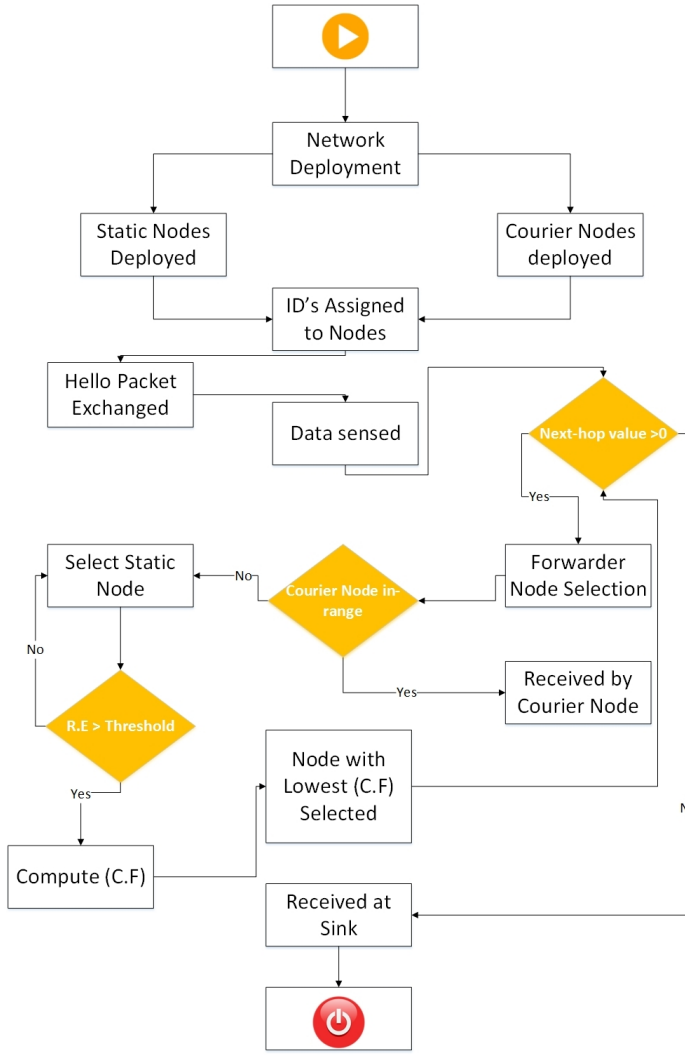 Network
Deployment
Static Nodes
Deployed
Courier Nodes
deployed
ID’s Assigned
to Nodes
Hello Packet
Exchanged
Data sensed
Next-hop value >0
Yes
Forwarder
Node Selection
Courier Node in-
range
No
Select Static
Node
No
Yes
Received by
Courier Node
R.E > Threshold
Yes
Node with
Lowest (C.F)
Selected
Compute (C.F)
Received at
Sink